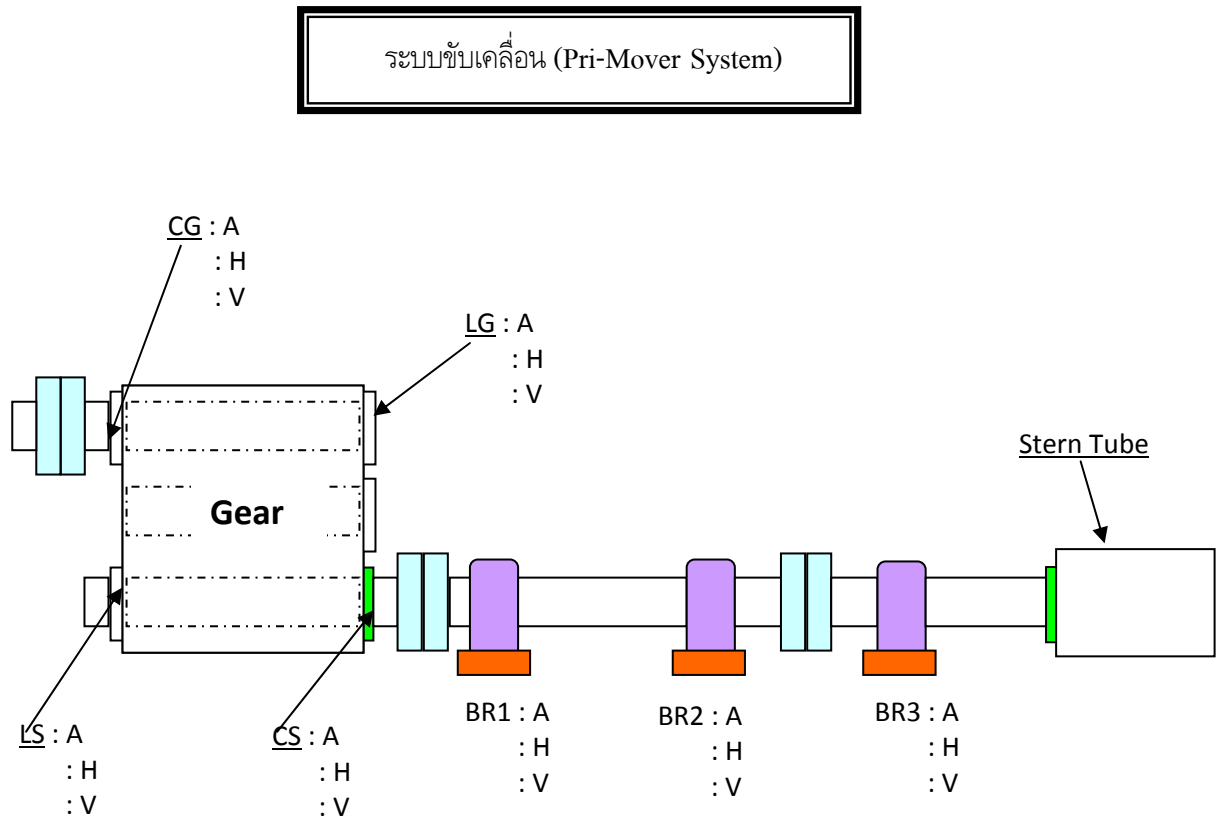 ระบบขับเคลื่อน (Pri-Mover System)
CG : A
: H
: V
LG : A
: H
: V
Stern Tube
Gear
LS : A
: H
: V
CS : A
: H
: V
BR1 : A
: H
: V
BR2 : A
: H
: V
BR3 : A
: H
: V